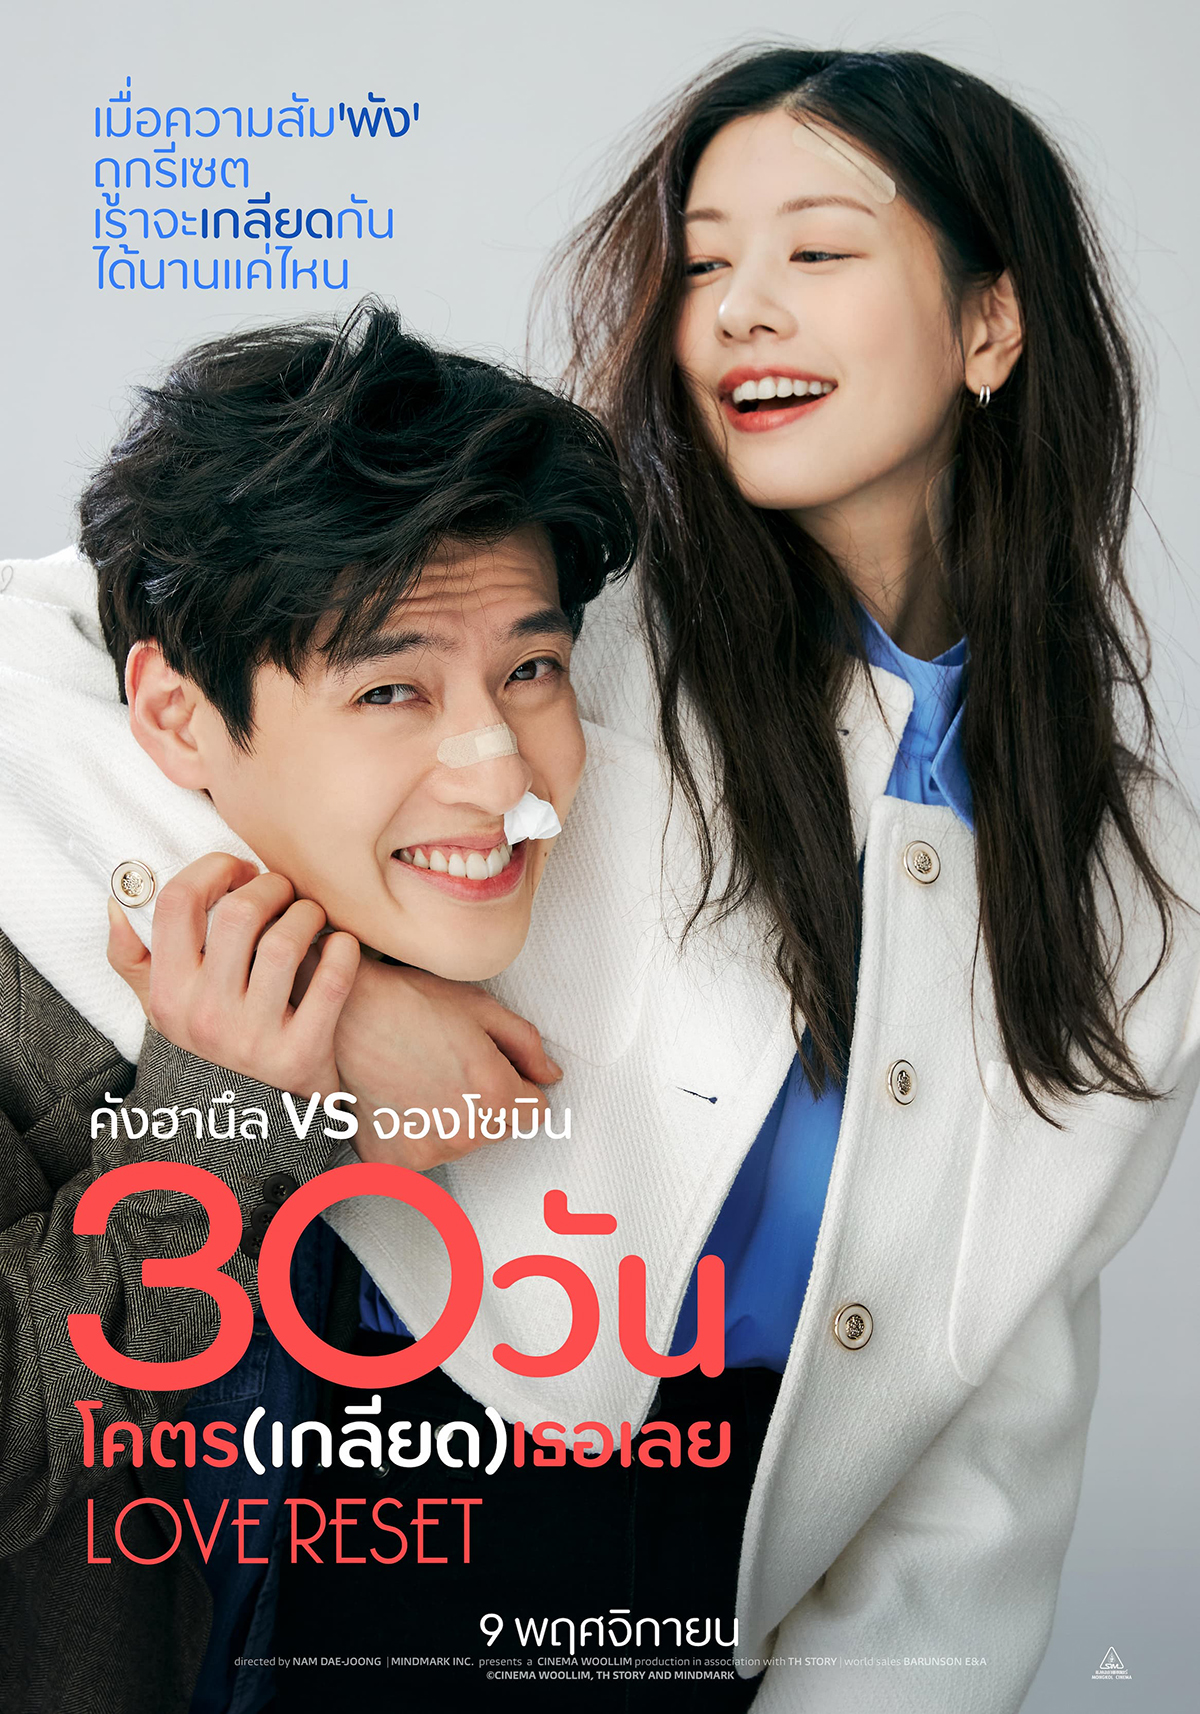 เมื่อความสัม'พัง'
ถูกรีเซต
เราจะเกลียดกัน
ได้นานแค่ไหน
คังฮานึล VS จองโซมิน
30วัน
โคตร(เกลียด)เธอเลย
LOVE RESET
9 พฤศจิกายน
directed by NAM DAE-JOONG | MINDMARK INC. presents a CINEMA WOOLLIM production in association with TH STORY | world sales BARUNSON E&A
©CINEMA WOOLLIM, TH STORY AND MINDMARK
MONGKOL CINEMA